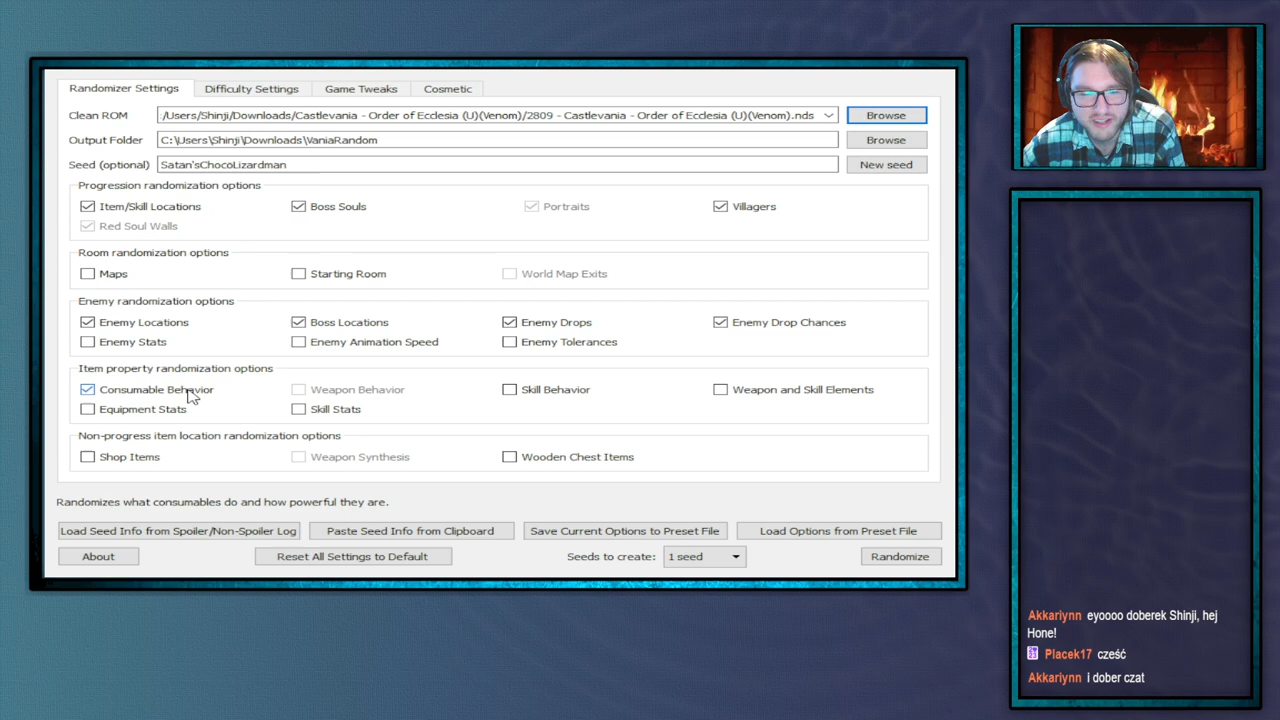 Randomizer Settings Difficulty Settings Game Tweaks Cosmetic
Clean ROM /Users/Shinji/Downloads/Castlevania - Order of Ecclesia (U)(Venom)/2809 - Castlevania - Order of Ecclesia (U)(Venom).nds Browse
Output Folder C:\Users\Shinji\Downloads\VaniaRandom Browse
Seed (optional) Satan'sChocoLizardman New seed
Progression randomization options
Item/Skill Locations Boss Souls Portraits Villagers
Red Soul Walls
Room randomization options
Maps Starting Room World Map Exits
Enemy randomization options
Enemy Locations Boss Locations Enemy Drops Enemy Drop Chances
Enemy Stats Enemy Animation Speed Enemy Tolerances
Item property randomization options
Consumable Behavior Weapon Behavior Skill Behavior Weapon and Skill Elements
Equipment Stats Skill Stats
Non-progress item location randomization options
Shop Items Weapon Synthesis Wooden Chest Items
Randomizes what consumables do and how powerful they are.
Load Seed Info from Spoiler/Non-Spoiler Log Paste Seed Info from Clipboard Save Current Options to Preset File Load Options from Preset File
About Reset All Settings to Default Seeds to create: 1 seed Randomize
Akkariynn eyoooo doberek Shinji, hej
Hone!
Placek17 cześć
Akkariynn i dober czat